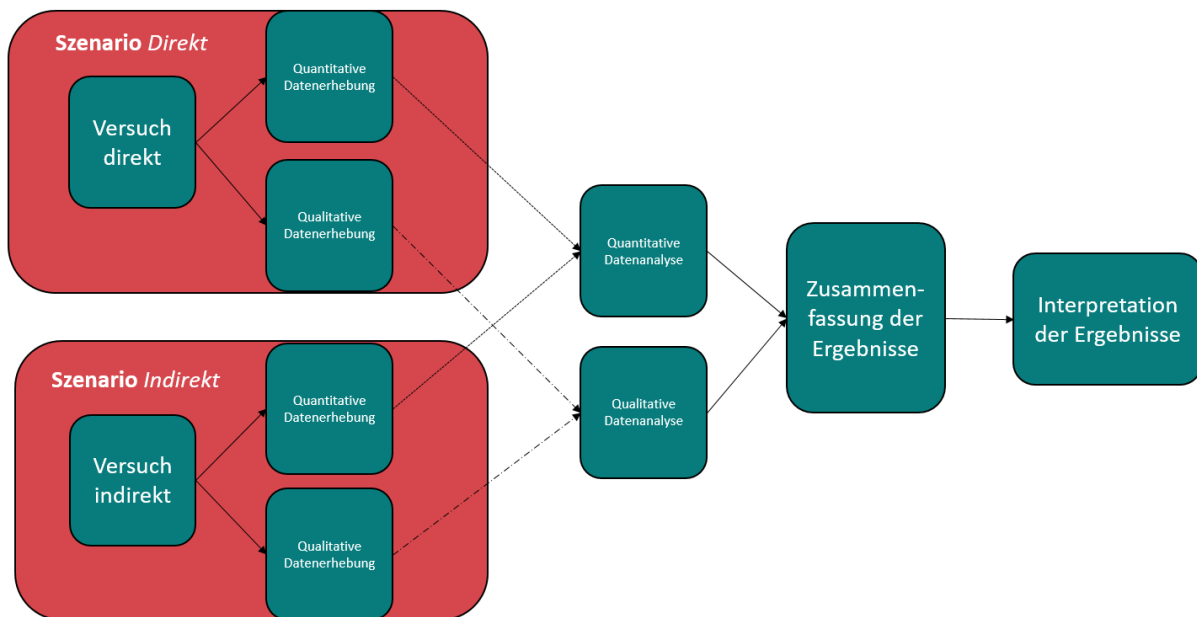 Szenario Direkt
Versuch
direkt
Quantitative
Datenerhebung
Qualitative
Datenerhebung
Szenario Indirekt
Versuch
indirekt
Quantitative
Datenerhebung
Qualitative
Datenerhebung
Quantitative
Datenanalyse
Qualitative
Datenanalyse
Zusammen-
fassung der
Ergebnisse
Interpretation
der Ergebnisse